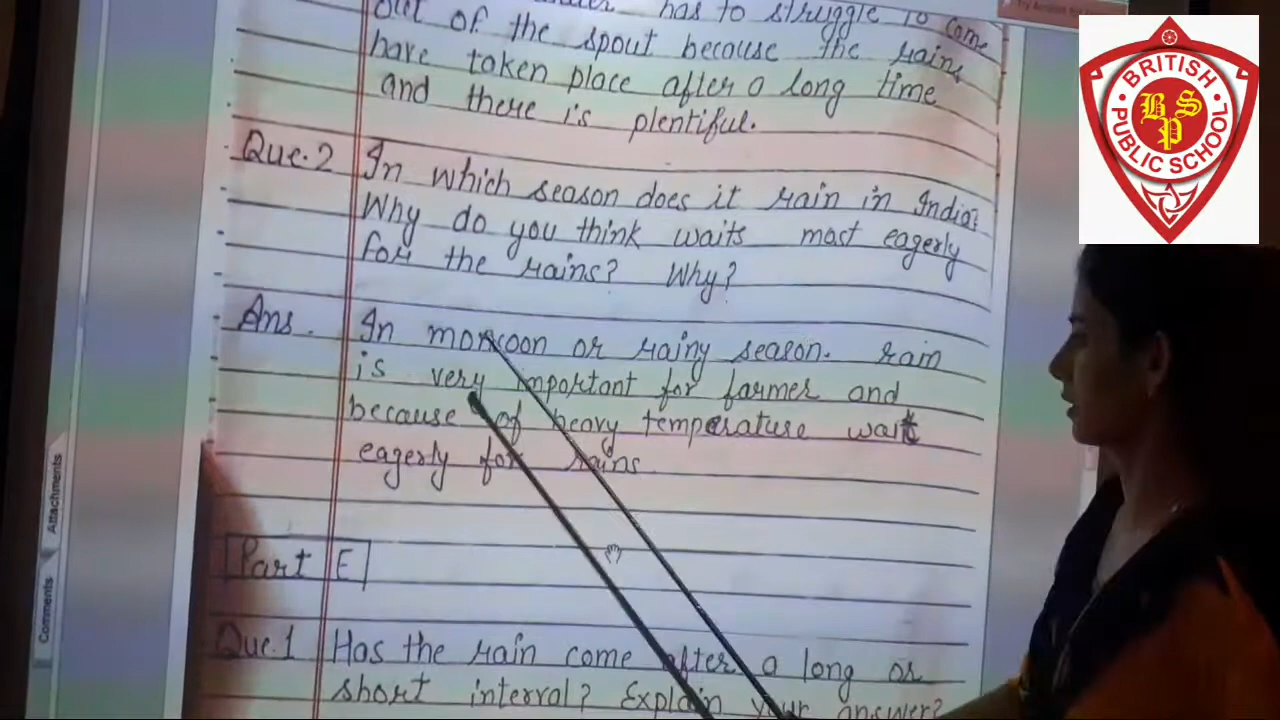 has to struggle to come
out of the spout because the rains
have taken place after a long time
and there is plentiful.
Que.2 In which season does it rain in India?
Why do you think waits most eagerly
for the rains? Why?
Ans. In monsoon or rainy season. rain
is very important for farmer and
because of heavy temperature wait
eagerly for rains
Part E
Que.1 Has the rain come after a long or
short interval? Explain your answer?
Attachments
Comments
BRITISH
PUBLIC SCHOOL
BPS